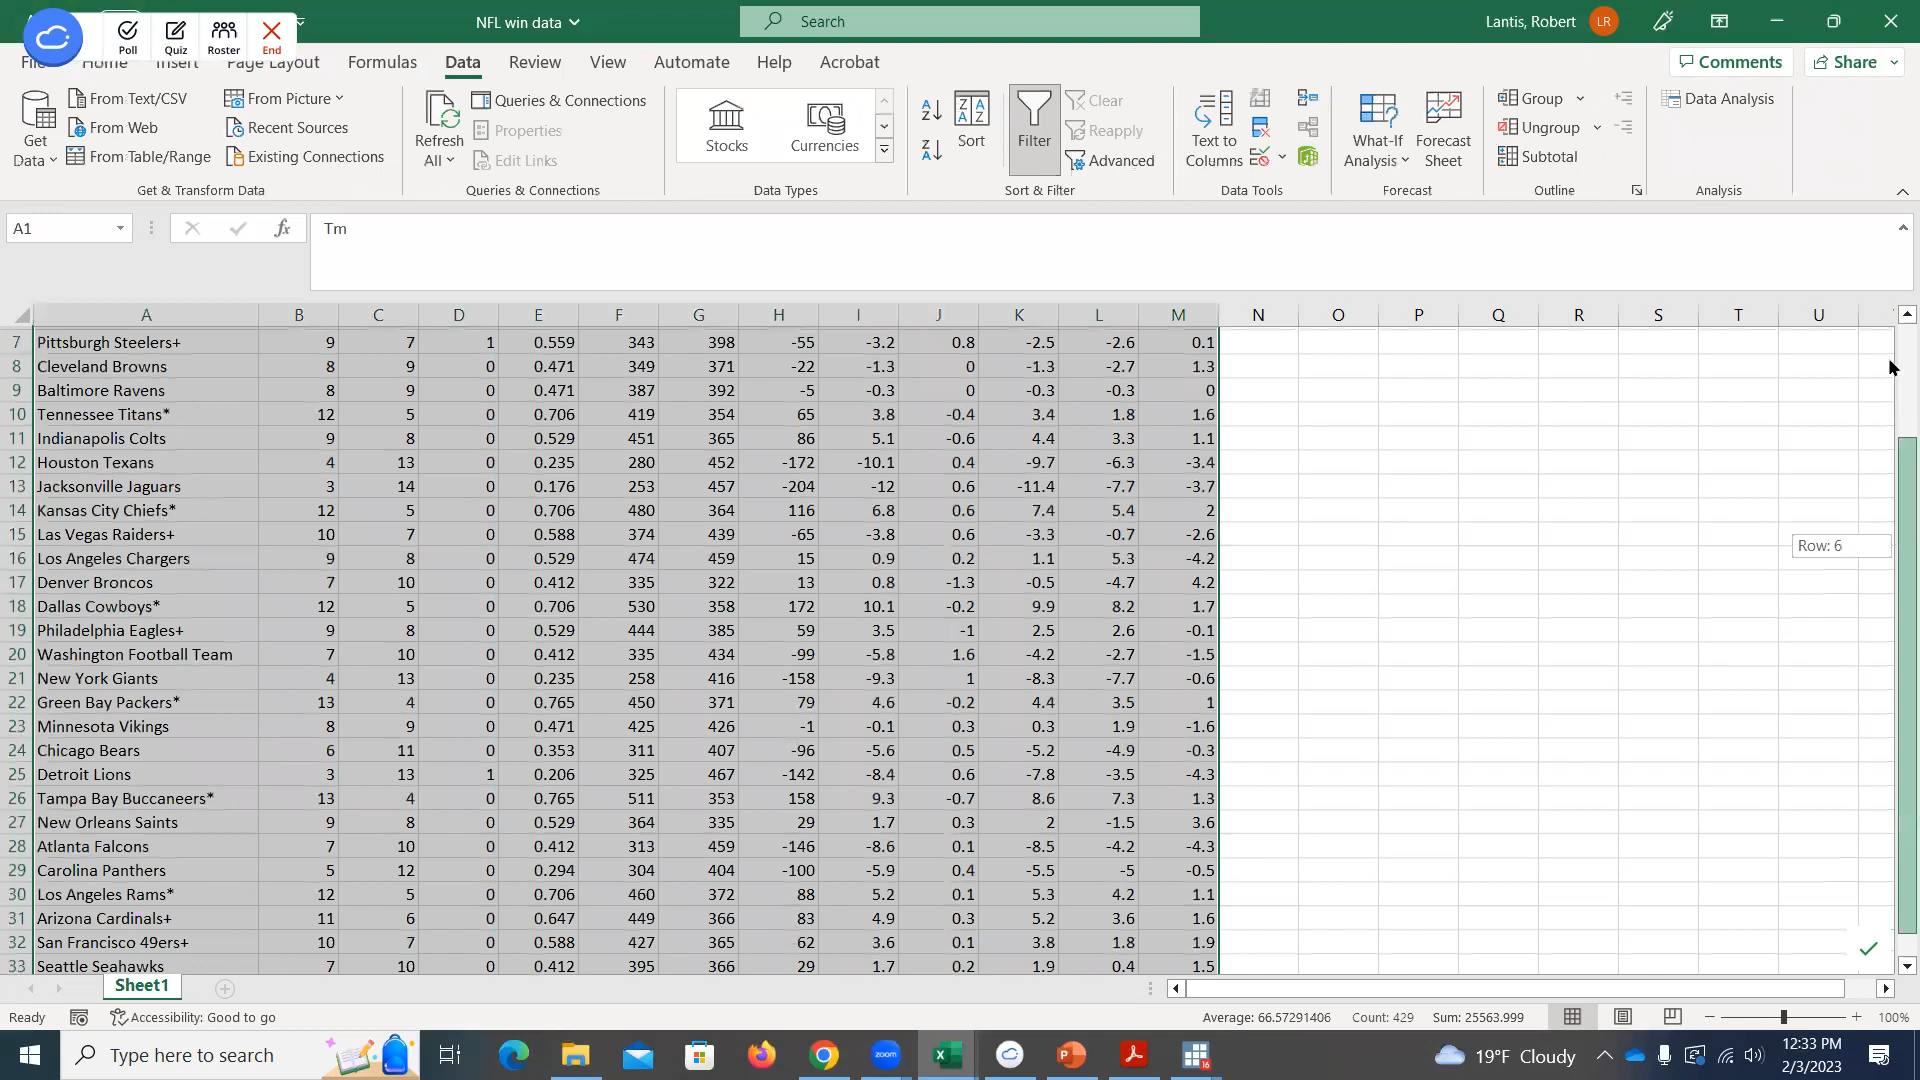 NFL win data
Search
Lantis, Robert LR
Poll Quiz Roster End
File Home Insert Page Layout Formulas Data Review View Automate Help Acrobat Comments Share
Get Data
From Text/CSV
From Web
From Table/Range
From Picture
Recent Sources
Existing Connections
Get & Transform Data
Refresh All
Queries & Connections
Properties
Edit Links
Queries & Connections
Stocks Currencies
Data Types
Sort
Filter
Clear
Reapply
Advanced
Sort & Filter
Text to Columns
Data Tools
What-If Analysis
Forecast Sheet
Forecast
Group
Ungroup
Subtotal
Outline
Data Analysis
Analysis
A1 fx Tm
A B C D E F G H I J K L M N O P Q R S T U
7 Pittsburgh Steelers+ 9 7 1 0.559 343 398 -55 -3.2 0.8 -2.5 -2.6 0.1
8 Cleveland Browns 8 9 0 0.471 349 371 -22 -1.3 0 -1.3 -2.7 1.3
9 Baltimore Ravens 8 9 0 0.471 387 392 -5 -0.3 0 -0.3 -0.3 0
10 Tennessee Titans* 12 5 0 0.706 419 354 65 3.8 -0.4 3.4 1.8 1.6
11 Indianapolis Colts 9 8 0 0.529 451 365 86 5.1 -0.6 4.4 3.3 1.1
12 Houston Texans 4 13 0 0.235 280 452 -172 -10.1 0.4 -9.7 -6.3 -3.4
13 Jacksonville Jaguars 3 14 0 0.176 253 457 -204 -12 0.6 -11.4 -7.7 -3.7
14 Kansas City Chiefs* 12 5 0 0.706 480 364 116 6.8 0.6 7.4 5.4 2
15 Las Vegas Raiders+ 10 7 0 0.588 374 439 -65 -3.8 0.6 -3.3 -0.7 -2.6
Row: 6
16 Los Angeles Chargers 9 8 0 0.529 474 459 15 0.9 0.2 1.1 5.3 -4.2
17 Denver Broncos 7 10 0 0.412 335 322 13 0.8 -1.3 -0.5 -4.7 4.2
18 Dallas Cowboys* 12 5 0 0.706 530 358 172 10.1 -0.2 9.9 8.2 1.7
19 Philadelphia Eagles+ 9 8 0 0.529 444 385 59 3.5 -1 2.5 2.6 -0.1
20 Washington Football Team 7 10 0 0.412 335 434 -99 -5.8 1.6 -4.2 -2.7 -1.5
21 New York Giants 4 13 0 0.235 258 416 -158 -9.3 1 -8.3 -7.7 -0.6
22 Green Bay Packers* 13 4 0 0.765 450 371 79 4.6 -0.2 4.4 3.5 1
23 Minnesota Vikings 8 9 0 0.471 425 426 -1 -0.1 0.3 0.3 1.9 -1.6
24 Chicago Bears 6 11 0 0.353 311 407 -96 -5.6 0.5 -5.2 -4.9 -0.3
25 Detroit Lions 3 13 1 0.206 325 467 -142 -8.4 0.6 -7.8 -3.5 -4.3
26 Tampa Bay Buccaneers* 13 4 0 0.765 511 353 158 9.3 -0.7 8.6 7.3 1.3
27 New Orleans Saints 9 8 0 0.529 364 335 29 1.7 0.3 2 -1.5 3.6
28 Atlanta Falcons 7 10 0 0.412 313 459 -146 -8.6 0.1 -8.5 -4.2 -4.3
29 Carolina Panthers 5 12 0 0.294 304 404 -100 -5.9 0.4 -5.5 -5 -0.5
30 Los Angeles Rams* 12 5 0 0.706 460 372 88 5.2 0.1 5.3 4.2 1.1
31 Arizona Cardinals+ 11 6 0 0.647 449 366 83 4.9 0.3 5.2 3.6 1.6
32 San Francisco 49ers+ 10 7 0 0.588 427 365 62 3.6 0.1 3.8 1.8 1.9
33 Seattle Seahawks 7 10 0 0.412 395 366 29 1.7 0.2 1.9 0.4 1.5
Sheet1
Ready Accessibility: Good to go Average: 66.57291406 Count: 429 Sum: 25563.999 100%
Type here to search zoom 16 19°F Cloudy 12:33 PM
2/3/2023